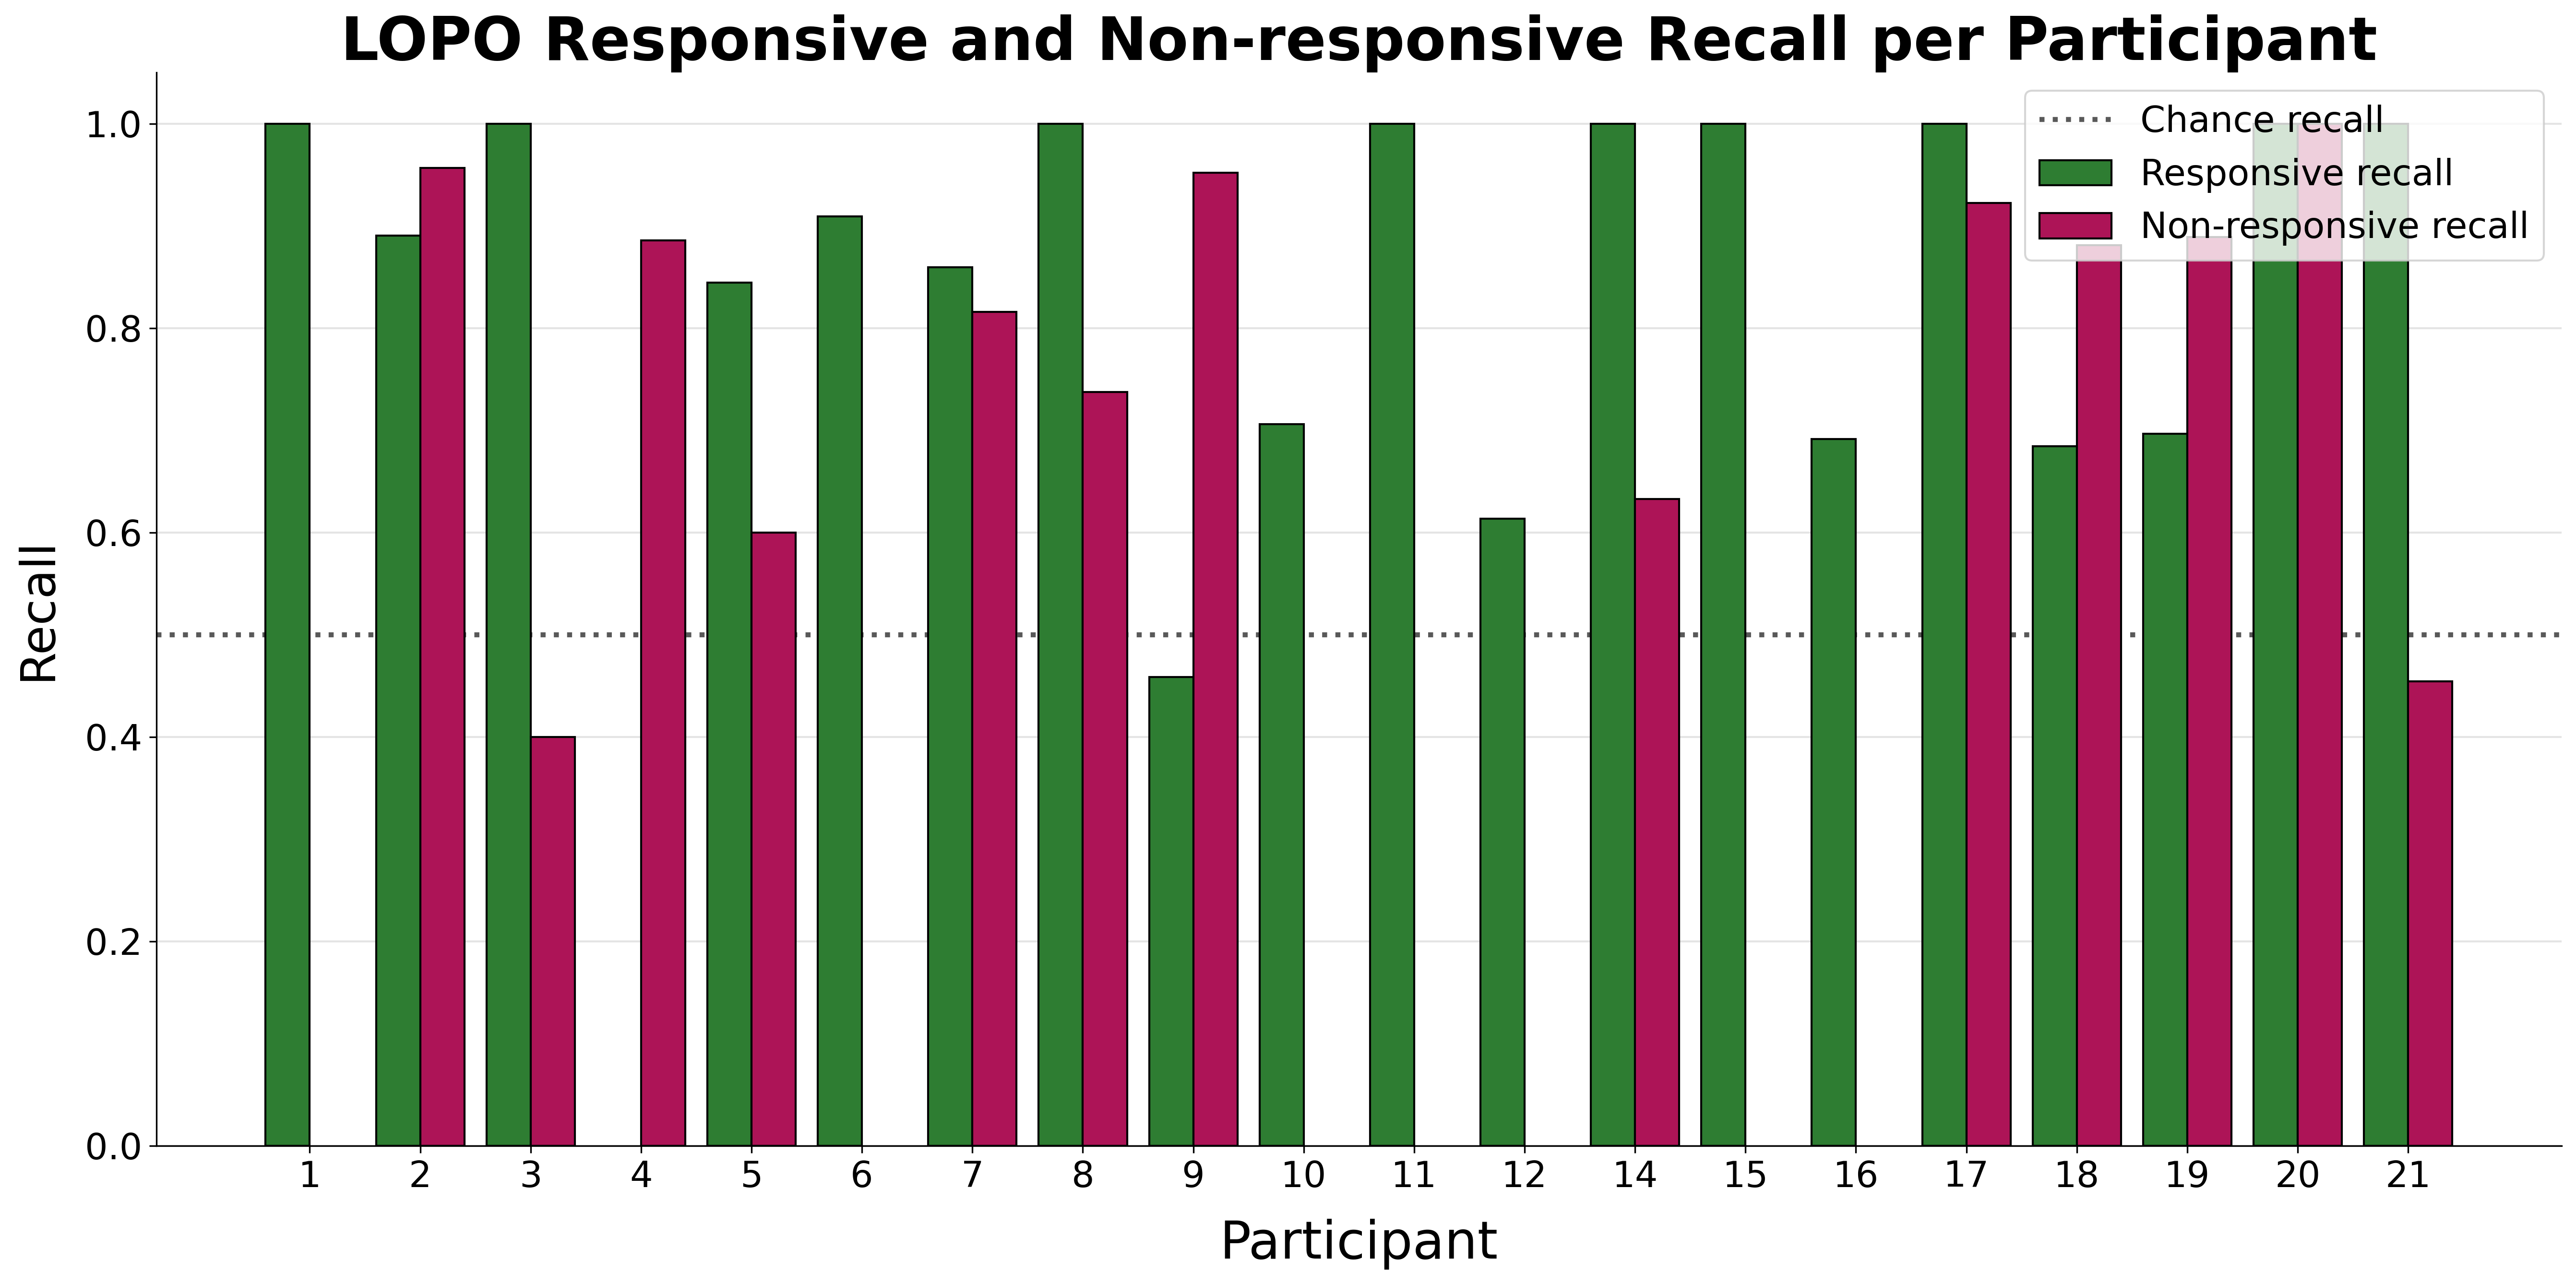 LOPO Responsive and Non-responsive Recall per Participant
Chance recall
Responsive recall
Non-responsive recall
1.0
0.8
0.6
0.4
0.2
0.0
Recall
1 2 3 4 5 6 7 8 9 10 11 12 14 15 16 17 18 19 20 21
Participant